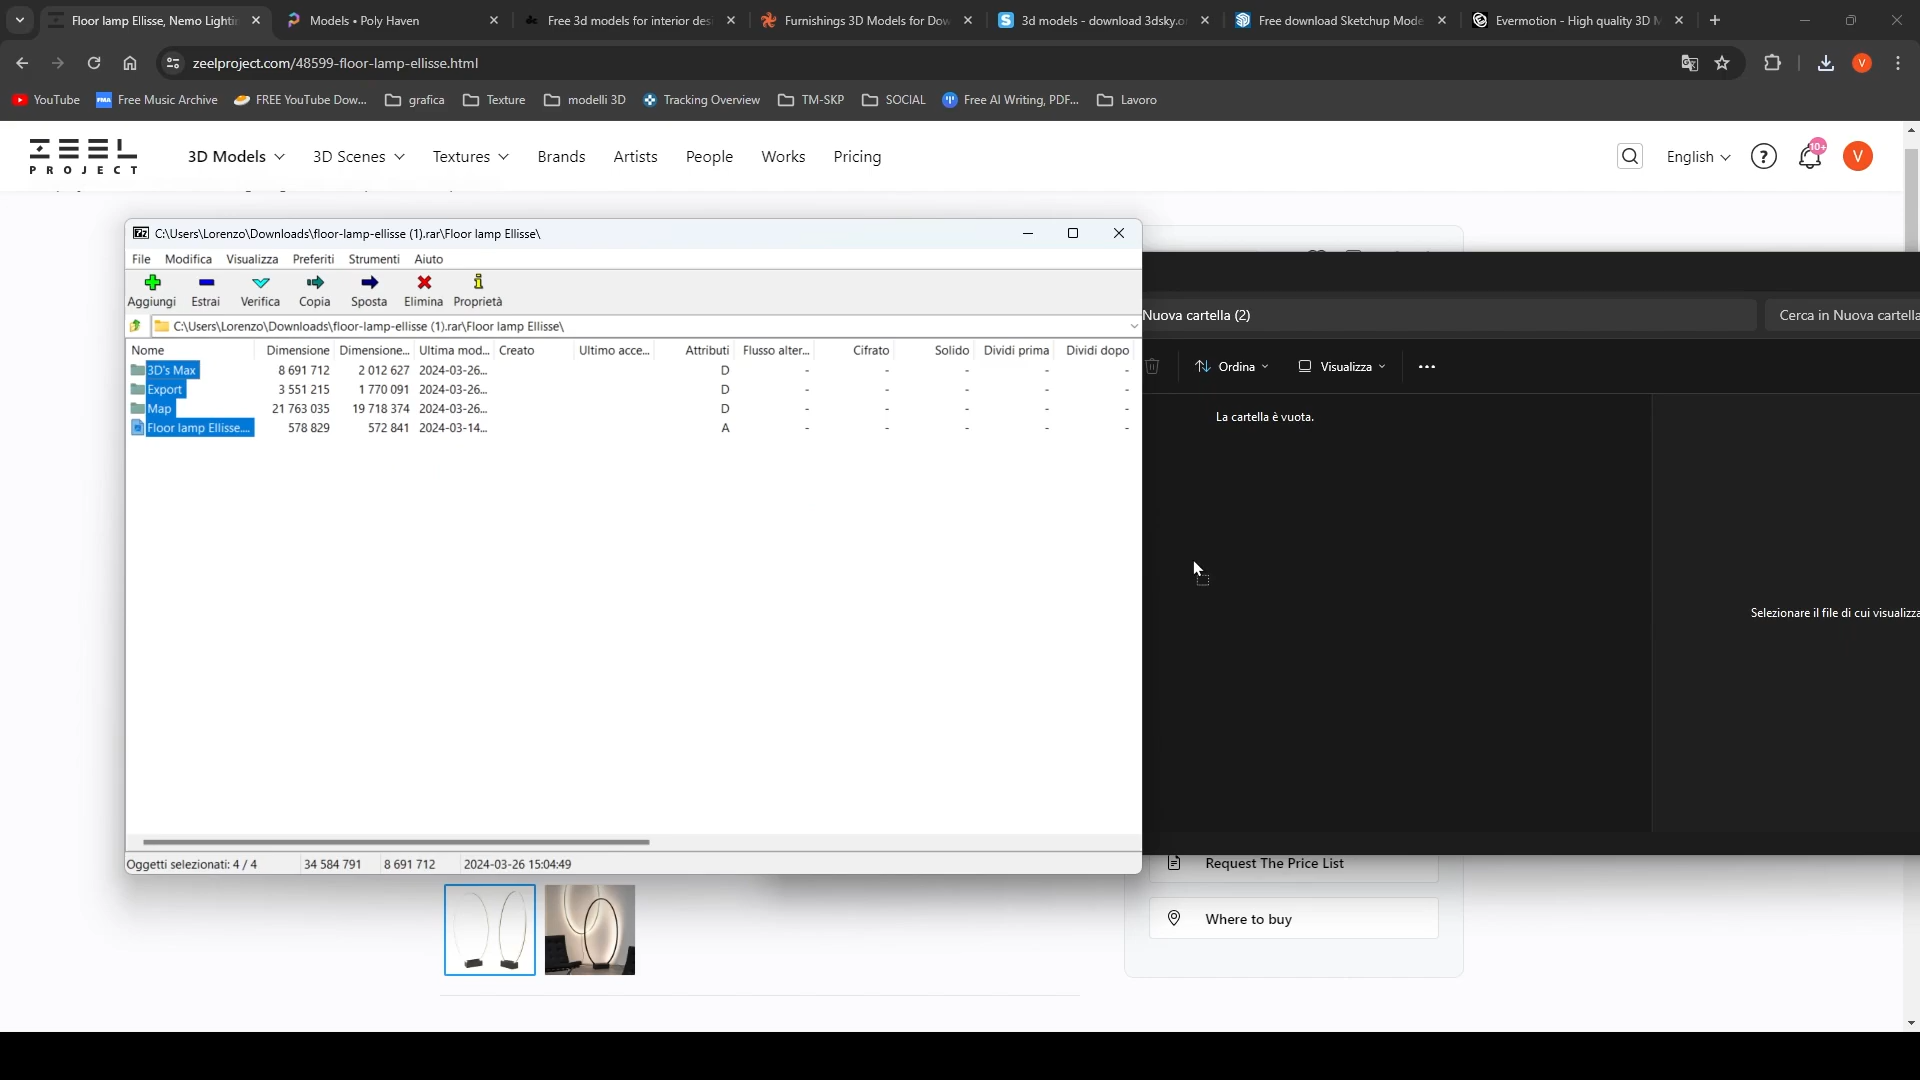 Floor lamp Ellisse, Nemo Lighti
Models • Poly Haven
Free 3d models for interior des
Furnishings 3D Models for Dow
3d models - download 3dsky.o
Free download Sketchup Mode
Evermotion - High quality 3D M
zeelproject.com/48599-floor-lamp-ellisse.html
V
YouTube
FMA
Free Music Archive
FREE YouTube Dow...
grafica
Texture
modelli 3D
Tracking Overview
TM-SKP
SOCIAL
Free AI Writing, PDF...
Lavoro
ZEEL
PROJECT
3D Models
3D Scenes
Textures
Brands
Artists
People
Works
Pricing
English
?
10+
V
7z C:\Users\Lorenzo\Downloads\floor-lamp-ellisse (1).rar\Floor lamp Ellisse\
File Modifica Visualizza Preferiti Strumenti Aiuto
Aggiungi Estrai Verifica Copia Sposta Elimina Proprietà
C:\Users\Lorenzo\Downloads\floor-lamp-ellisse (1).rar\Floor lamp Ellisse\
Nome Dimensione Dimensione... Ultima mod... Creato Ultimo acce... Attributi Flusso alter... Cifrato Solido Dividi prima Dividi dopo
3D's Max 8 691 712 2 012 627 2024-03-26... D - - - - -
Export 3 551 215 1 770 091 2024-03-26... D - - - - -
Map 21 763 035 19 718 374 2024-03-26... D - - - - -
Floor lamp Ellisse.... 578 829 572 841 2024-03-14... A - - - - -
Oggetti selezionati: 4 / 4 34 584 791 8 691 712 2024-03-26 15:04:49
Nuova cartella (2)
Cerca in Nuova cartella
Ordina
Visualizza
La cartella è vuota.
Selezionare il file di cui visualizza
Request The Price List
Where to buy